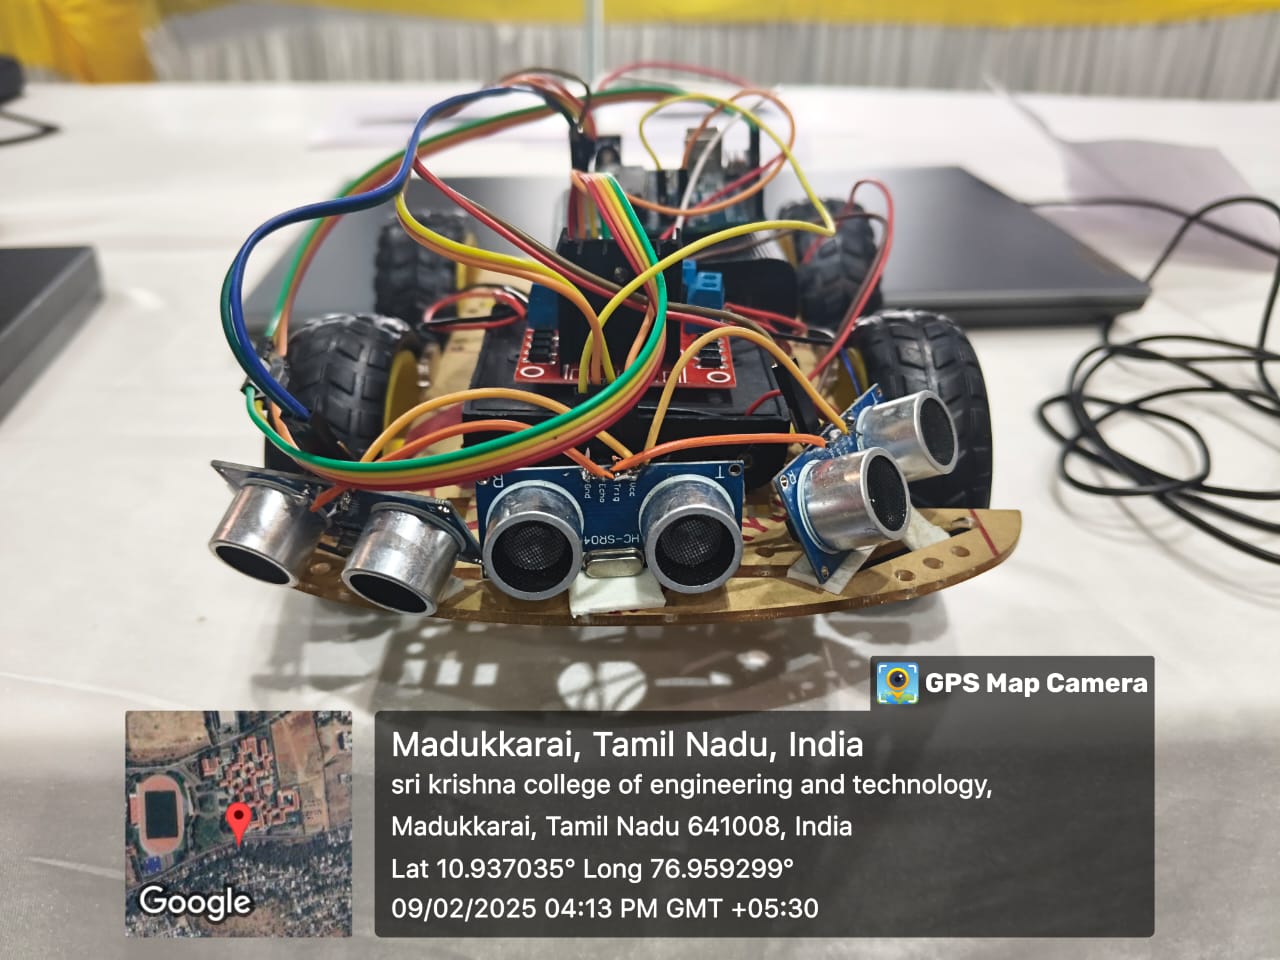 R
T
Gnd
Echo
Trig
Vcc
HC-SR04
R
GPS Map Camera
Madukkarai, Tamil Nadu, India
sri krishna college of engineering and technology,
Madukkarai, Tamil Nadu 641008, India
Lat 10.937035° Long 76.959299°
09/02/2025 04:13 PM GMT +05:30
Google